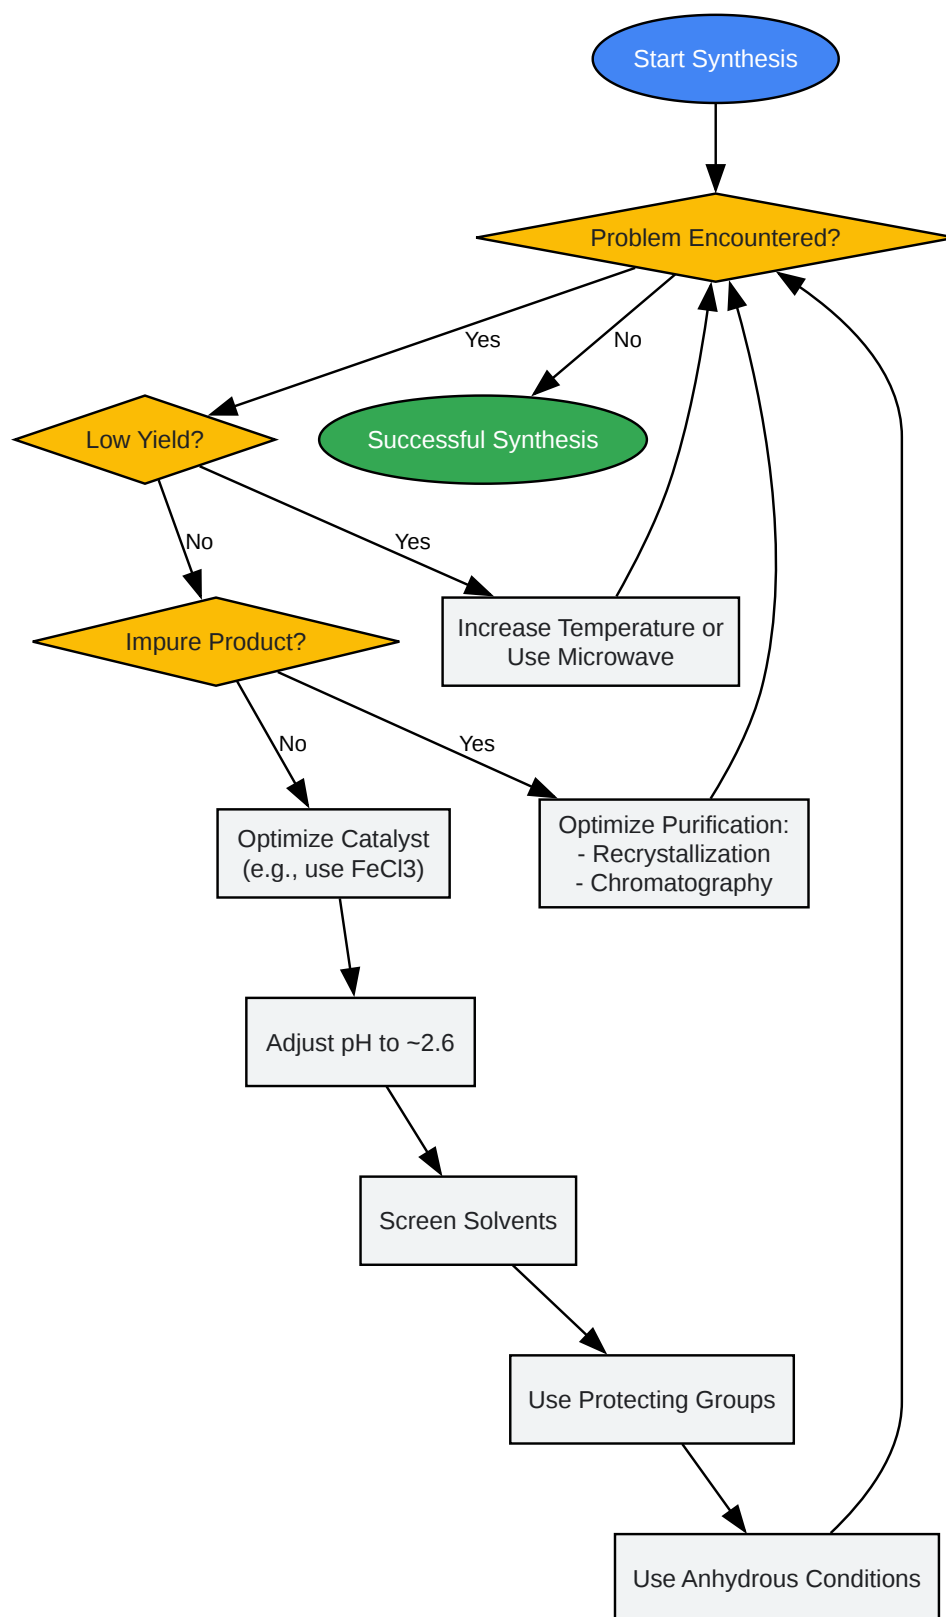 Start Synthesis
Problem Encountered?
Yes
No
Low Yield?
Successful Synthesis
No
Yes
Increase Temperature or
Use Microwave
Impure Product?
No
Yes
Optimize Catalyst
(e.g., use FeCl3)
Optimize Purification:
- Recrystallization
- Chromatography
Adjust pH to ~2.6
Screen Solvents
Use Protecting Groups
Use Anhydrous Conditions